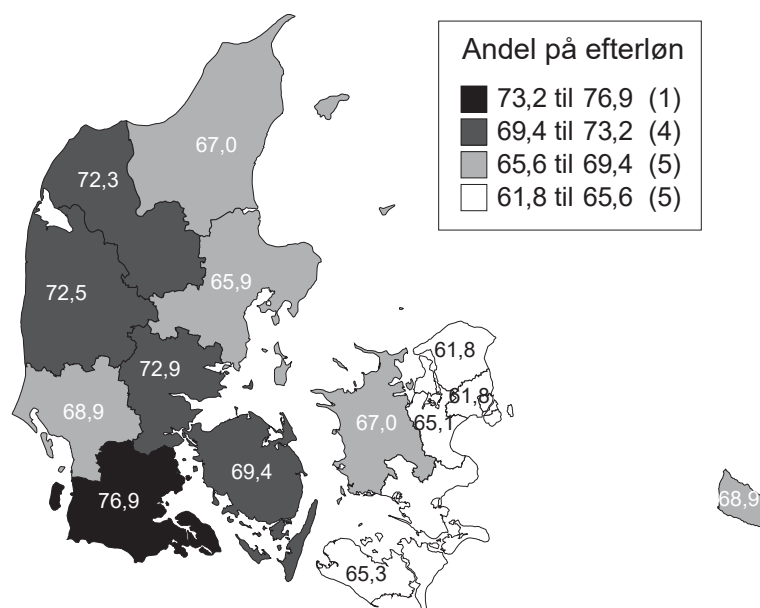 Andel på efterløn
73,2 til 76,9 (1)
69,4 til 73,2 (4)
65,6 til 69,4 (5)
61,8 til 65,6 (5)
67,0
72,3
65,9
72,5
61,8
72,9
61,8
68,9
67,0
65,1
69,4
76,9
68,9
65,3